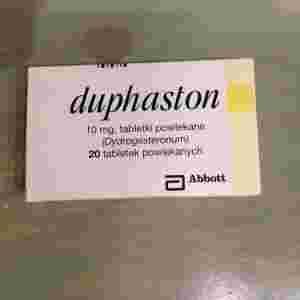 duphaston
10 mg, tabletki powlekane
(Dydrogesteronum)
20 tabletek powlekanych
Abbott